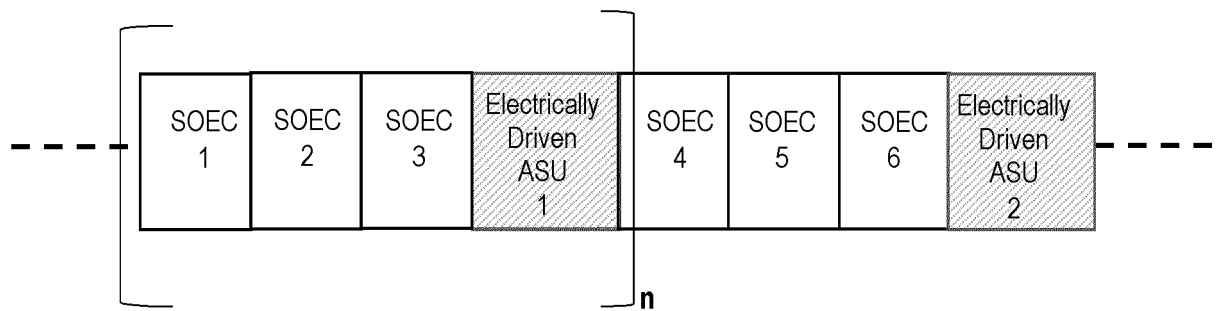 SOEC
1
SOEC
2
SOEC
3
Electrically
Driven
ASU
1
SOEC
4
SOEC
5
SOEC
6
Electrically
Driven
ASU
2
n